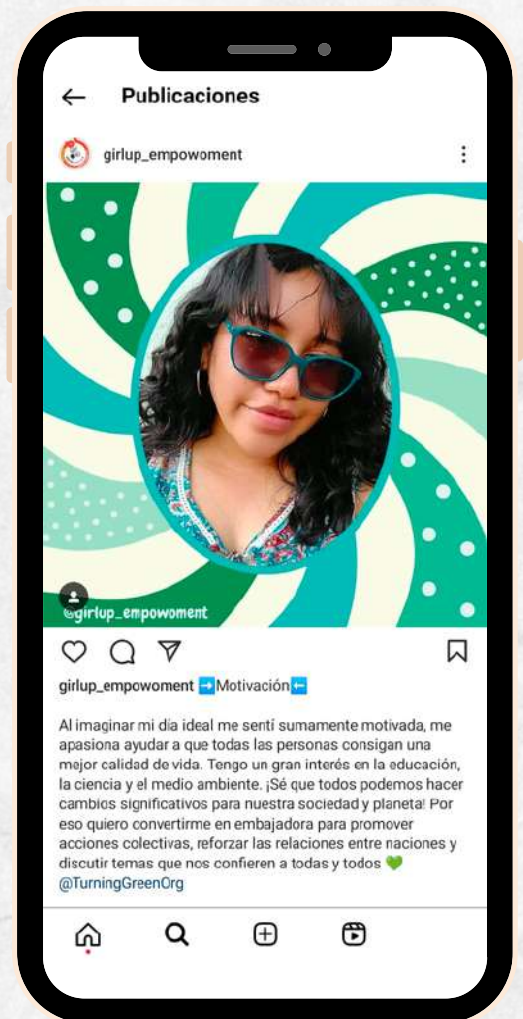 Publicaciones
girlup_empowoment
@girlup_empowoment
girlup_empowoment ➡️Motivación⬅️
Al imaginar mi día ideal me sentí sumamente motivada, me
apasiona ayudar a que todas las personas consigan una
mejor calidad de vida. Tengo un gran interés en la educación,
la ciencia y el medio ambiente. ¡Sé que todos podemos hacer
cambios significativos para nuestra sociedad y planeta! Por
eso quiero convertirme en embajadora para promover
acciones colectivas, reforzar las relaciones entre naciones y
discutir temas que nos confieren a todas y todos 💚
@TurningGreenOrg